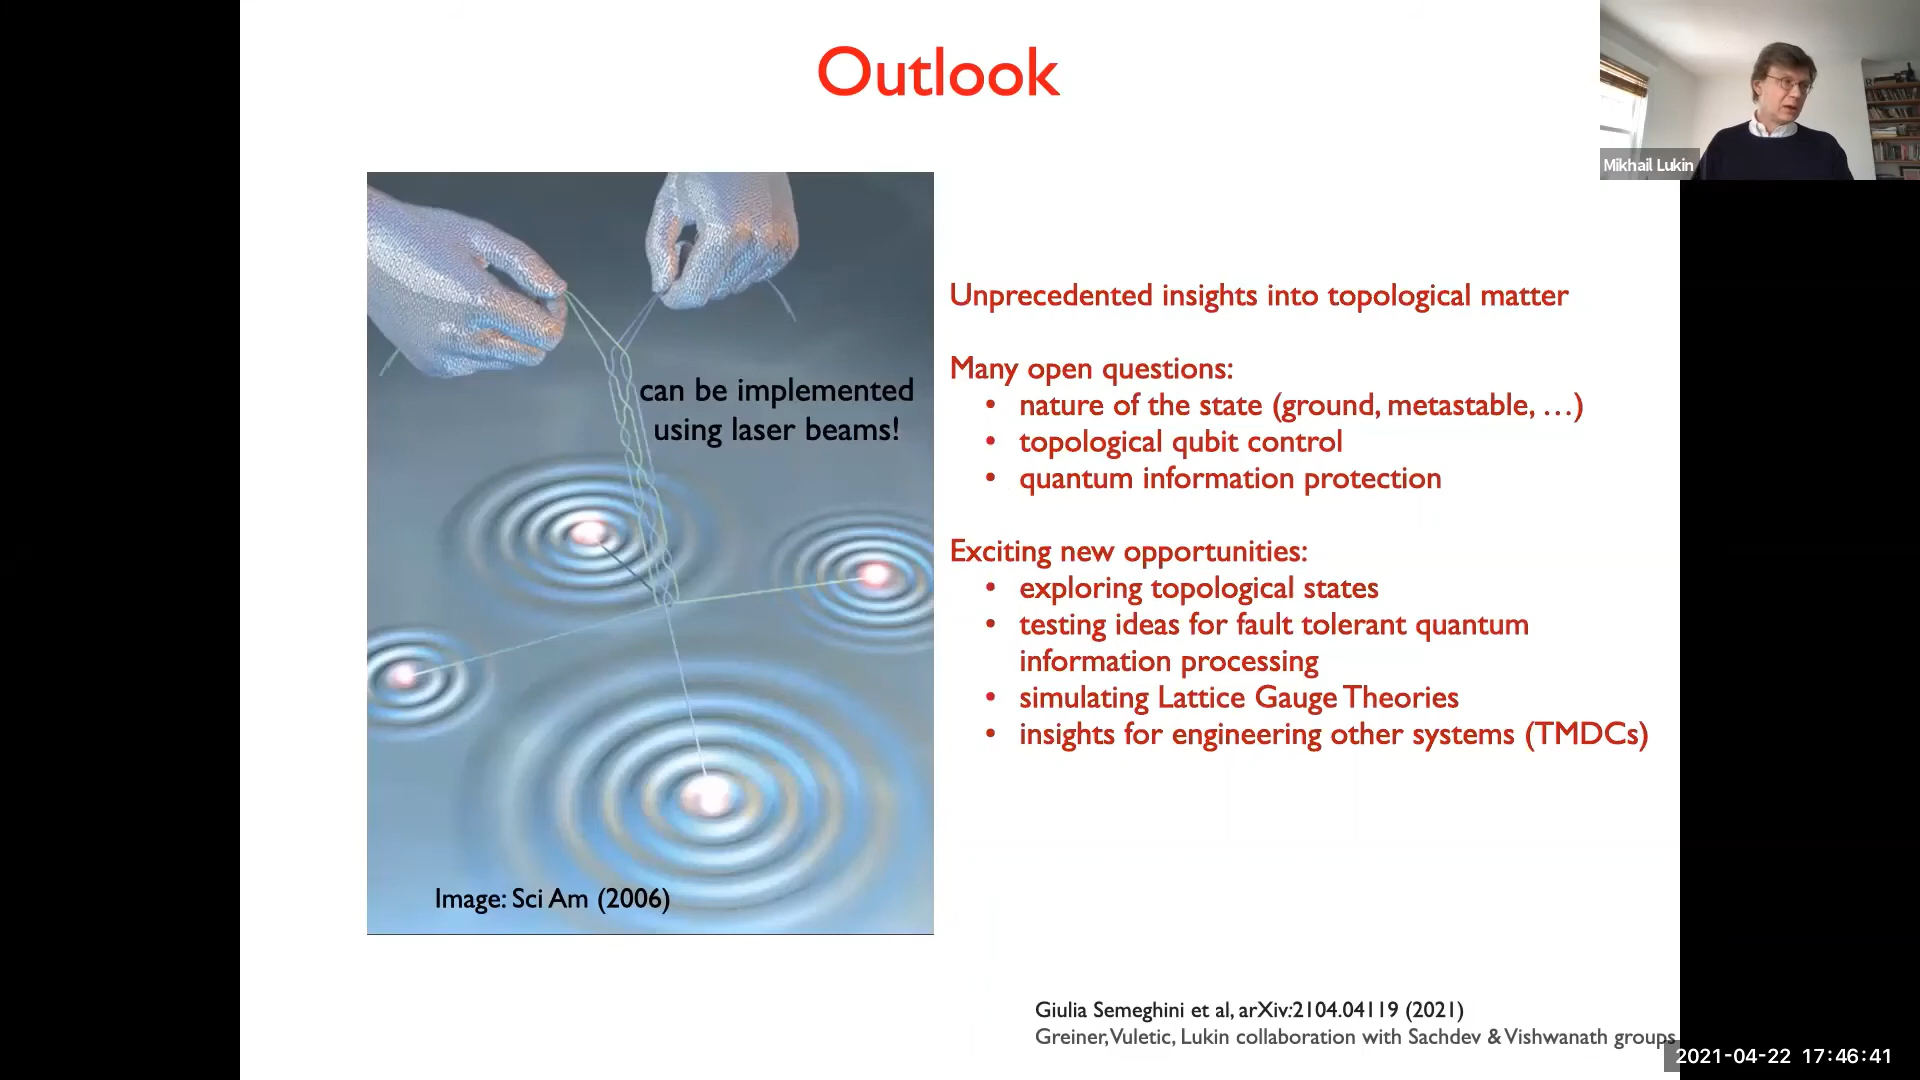 Outlook
Mikhail Lukin
can be implemented
using laser beams!
Image: Sci Am (2006)
Unprecedented insights into topological matter
Many open questions:
• nature of the state (ground, metastable, …)
• topological qubit control
• quantum information protection
Exciting new opportunities:
• exploring topological states
• testing ideas for fault tolerant quantum
information processing
• simulating Lattice Gauge Theories
• insights for engineering other systems (TMDCs)
Giulia Semeghini et al, arXiv:2104.04119 (2021)
Greiner, Vuletic, Lukin collaboration with Sachdev & Vishwanath groups
2021-04-22 17:46:41